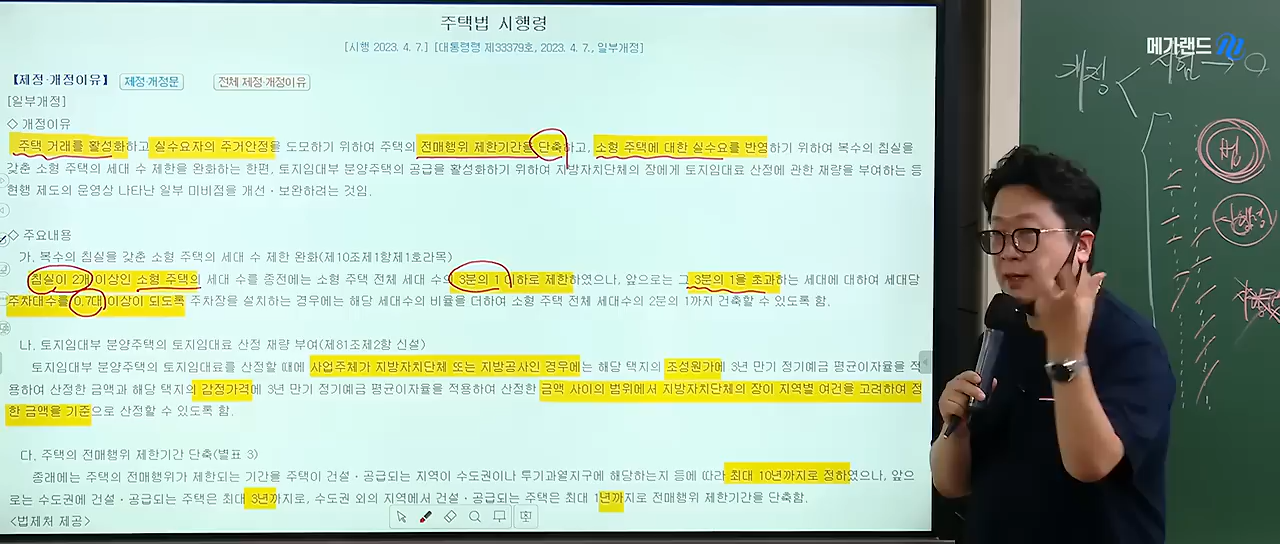 주택법 시행령
[시행 2023. 4. 7.] [대통령령 제33379호, 2023. 4. 7., 일부개정]
【제정·개정이유】 제정·개정문 전체 제정·개정이유
[일부개정]
◇ 개정이유
주택 거래를 활성화하고 실수요자의 주거안정을 도모하기 위하여 주택의 전매행위 제한기간을 단축하고, 소형 주택에 대한 실수요를 반영하기 위하여 복수의 침실을
갖춘 소형 주택의 세대 수 제한을 완화하는 한편, 토지임대부 분양주택의 공급을 활성화하기 위하여 지방자치단체의 장에게 토지임대료 산정에 관한 재량을 부여하는 등
현행 제도의 운영상 나타난 일부 미비점을 개선·보완하려는 것임.
◇ 주요내용
가. 복수의 침실을 갖춘 소형 주택의 세대 수 제한 완화(제10조제1항제1호라목)
침실이 2개 이상인 소형 주택의 세대 수를 종전에는 소형 주택 전체 세대 수의 3분의 1 이하로 제한하였으나, 앞으로는 그 3분의 1을 초과하는 세대에 대하여 세대당
주차대수를 0.7대 이상이 되도록 주차장을 설치하는 경우에는 해당 세대수의 비율을 더하여 소형 주택 전체 세대수의 2분의 1까지 건축할 수 있도록 함.
나. 토지임대부 분양주택의 토지임대료 산정 재량 부여(제81조제2항 신설)
토지임대부 분양주택의 토지임대료를 산정할 때에 사업주체가 지방자치단체 또는 지방공사인 경우에는 해당 택지의 조성원가에 3년 만기 정기예금 평균이자율을 적
용하여 산정한 금액과 해당 택지의 감정가격에 3년 만기 정기예금 평균이자율을 적용하여 산정한 금액 사이의 범위에서 지방자치단체의 장이 지역별 여건을 고려하여 정
한 금액을 기준으로 산정할 수 있도록 함.
다. 주택의 전매행위 제한기간 단축(별표 3)
종래에는 주택의 전매행위가 제한되는 기간을 주택이 건설·공급되는 지역이 수도권이나 투기과열지구에 해당하는지 등에 따라 최대 10년까지로 정하였으나, 앞으
로는 수도권에 건설·공급되는 주택은 최대 3년까지로, 수도권 외의 지역에서 건설·공급되는 주택은 최대 1년까지로 전매행위 제한기간을 단축함.
<법제처 제공>
메가랜드
개정
시험
법
시행령